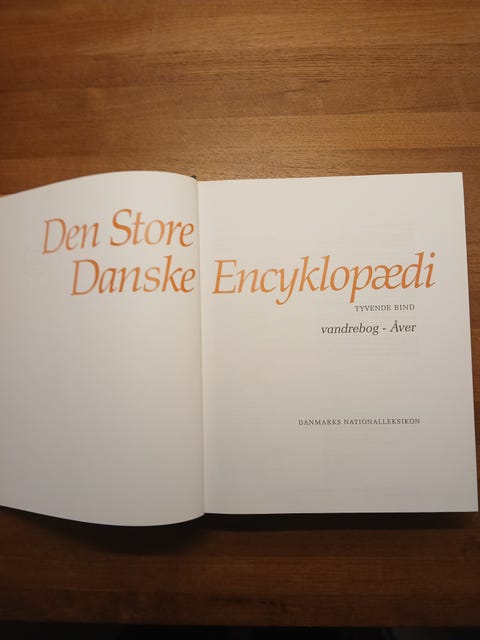 Den Store
Danske Encyklopædi
TYVENDE BIND
vandrebog - Åver
DANMARKS NATIONALLEKSIKON